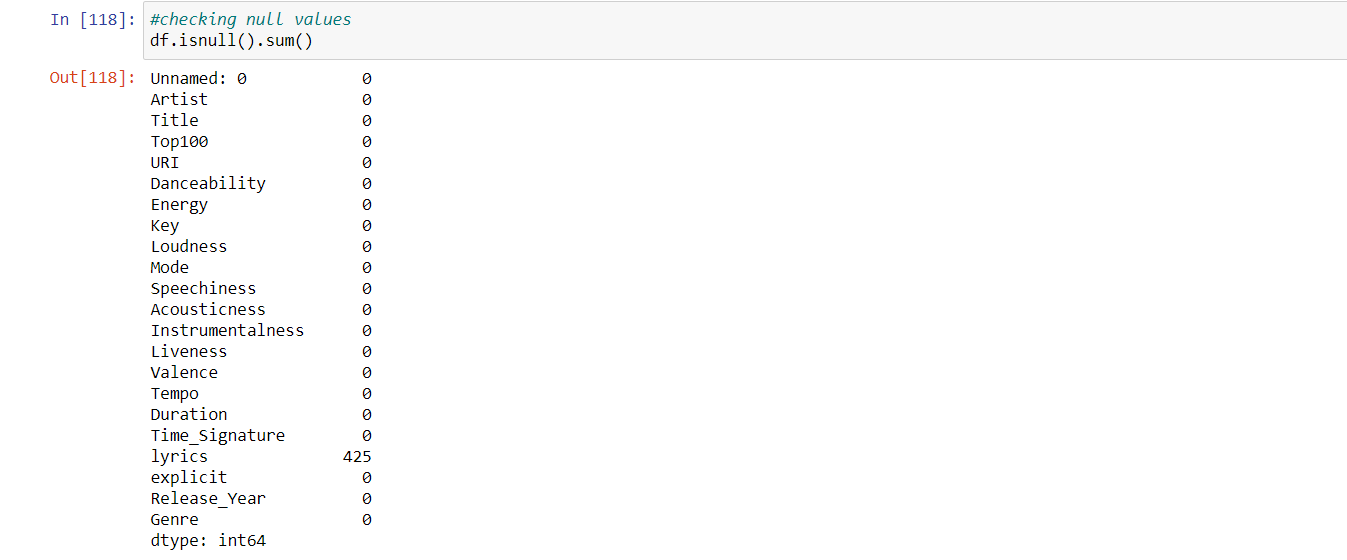 In [118]: #checking null values
df.isnull().sum()
Out[118]: Unnamed: 0 0
Artist 0
Title 0
Top100 0
URI 0
Danceability 0
Energy 0
Key 0
Loudness 0
Mode 0
Speechiness 0
Acousticness 0
Instrumentalness 0
Liveness 0
Valence 0
Tempo 0
Duration 0
Time_Signature 0
lyrics 425
explicit 0
Release_Year 0
Genre 0
dtype: int64